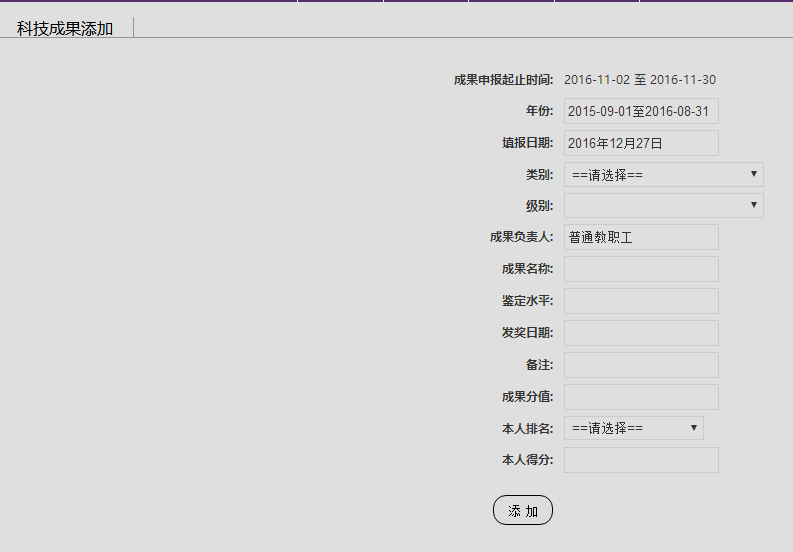 科技成果添加
成果申报起止时间: 2016-11-02 至 2016-11-30
年份: 2015-09-01至2016-08-31
填报日期: 2016年12月27日
类别: ==请选择==
级别:
成果负责人: 普通教职工
成果名称:
鉴定水平:
发奖日期:
备注:
成果分值:
本人排名: ==请选择==
本人得分:
添 加